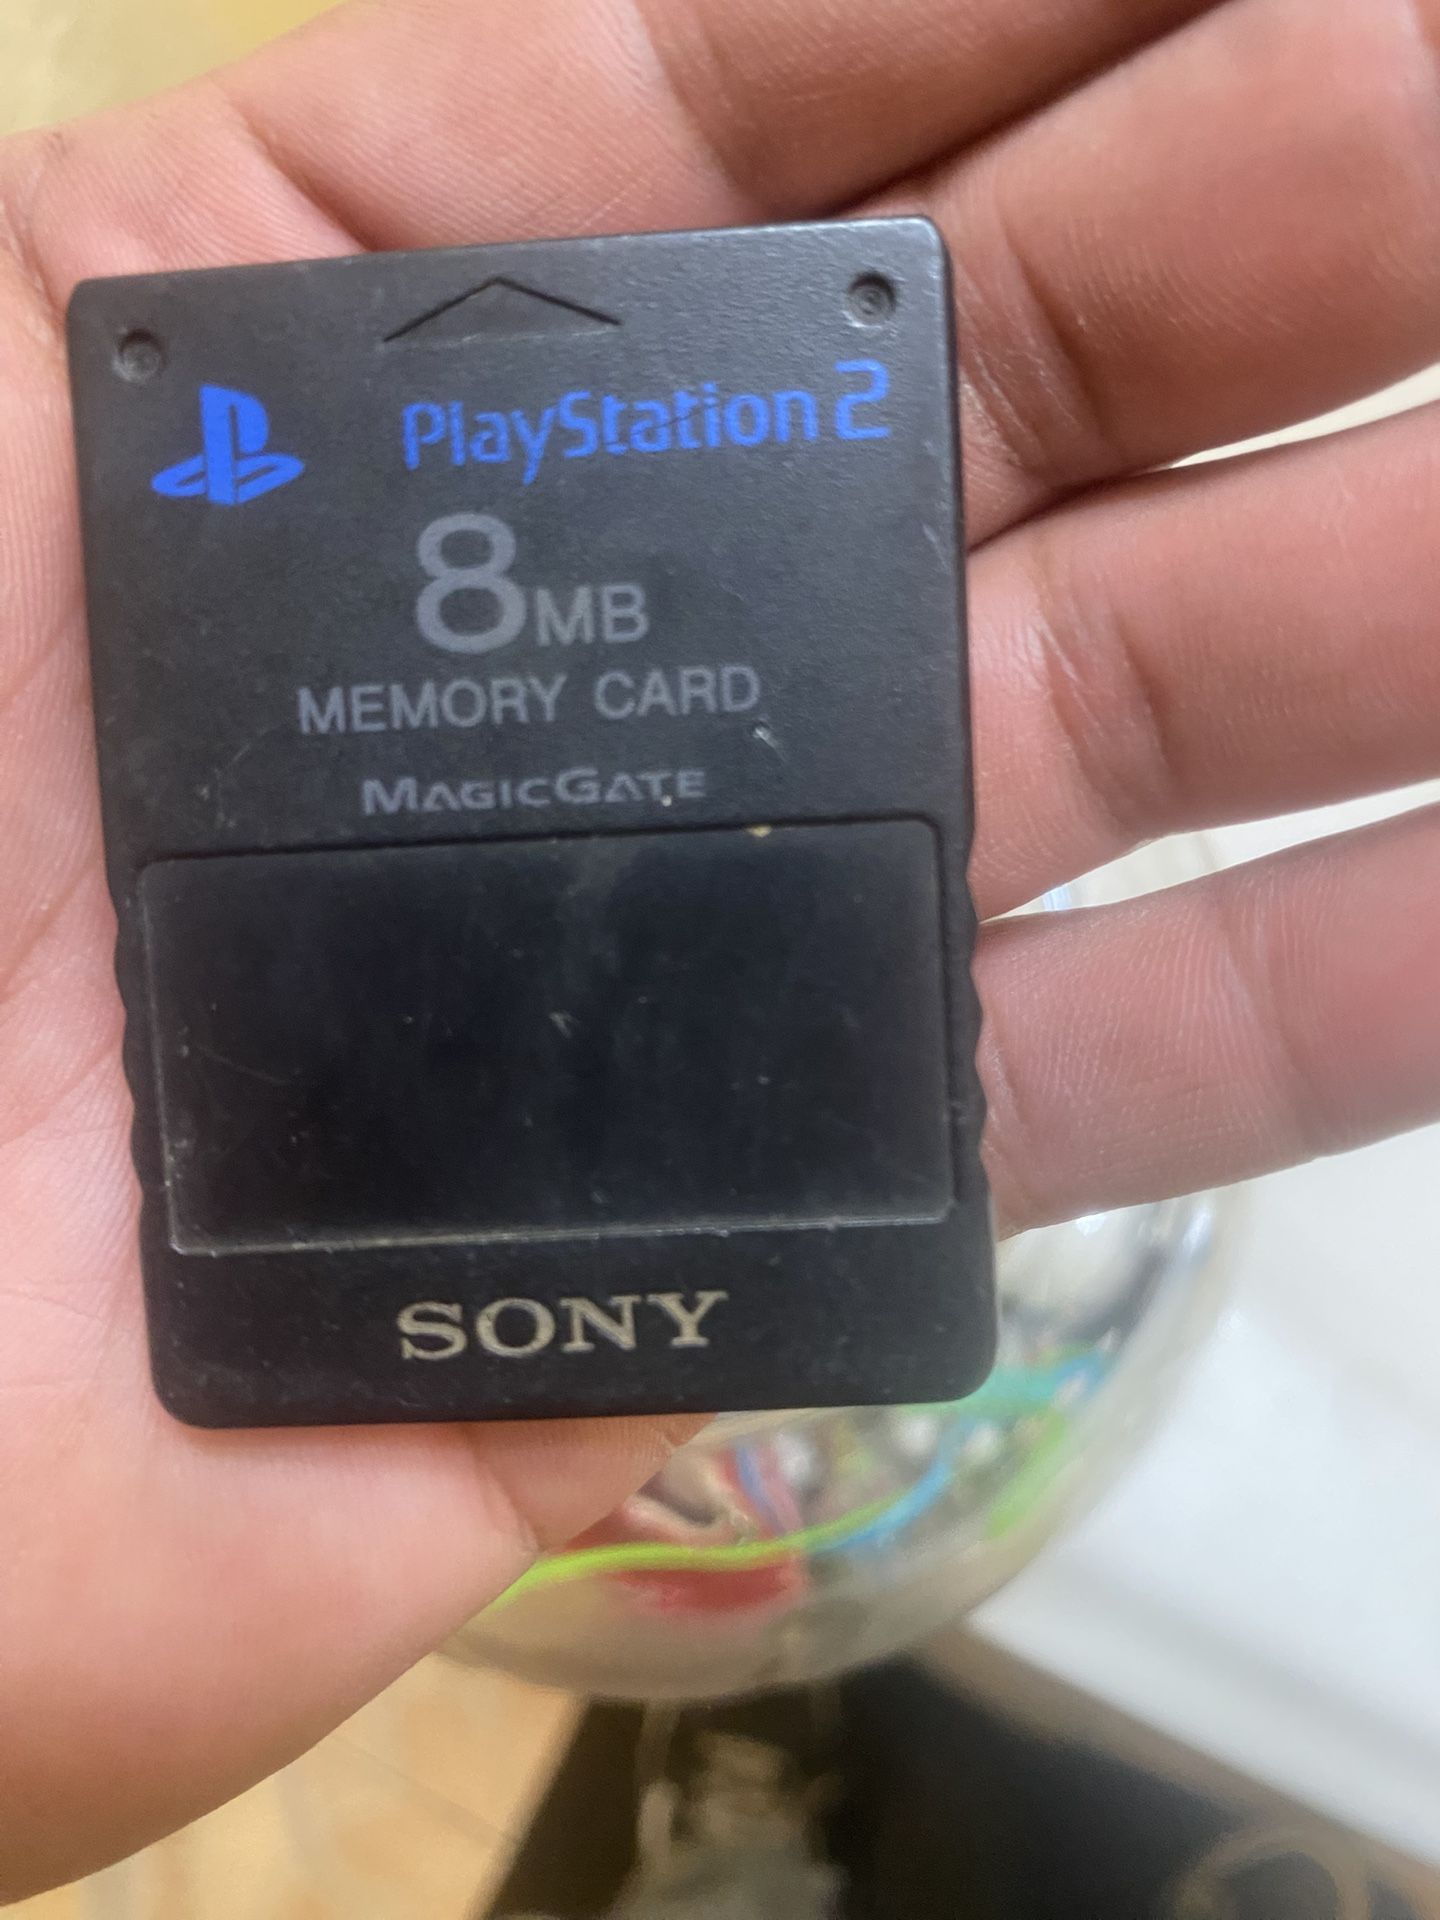 PlayStation 2
8MB
MEMORY CARD
MAGICGATE
SONY